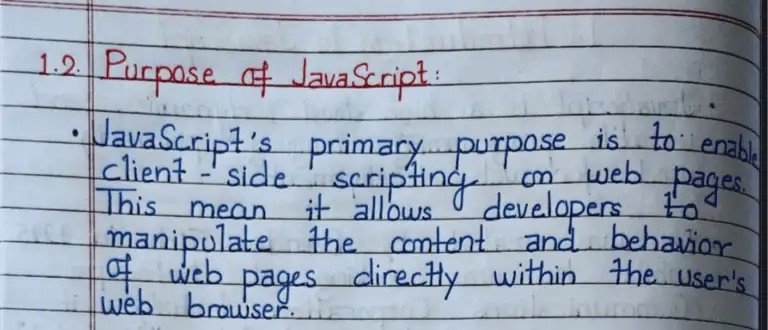 1.2. Purpose of JavaScript:
• JavaScript's primary purpose is to enable
client-side scripting on web pages.
This mean it allows developers to
manipulate the content and behavior
of web pages directly within the user's
web browser.